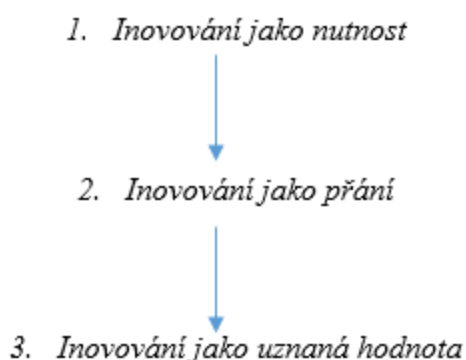 1. Inovování jako nutnost
2. Inovování jako přání
3. Inovování jako uznaná hodnota